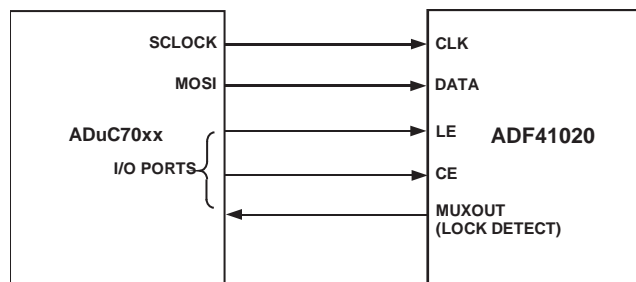 SCLOCK
CLK
MOSI
DATA
ADuC70xx
LE
ADF41020
I/O PORTS
CE
MUXOUT
(LOCK DETECT)